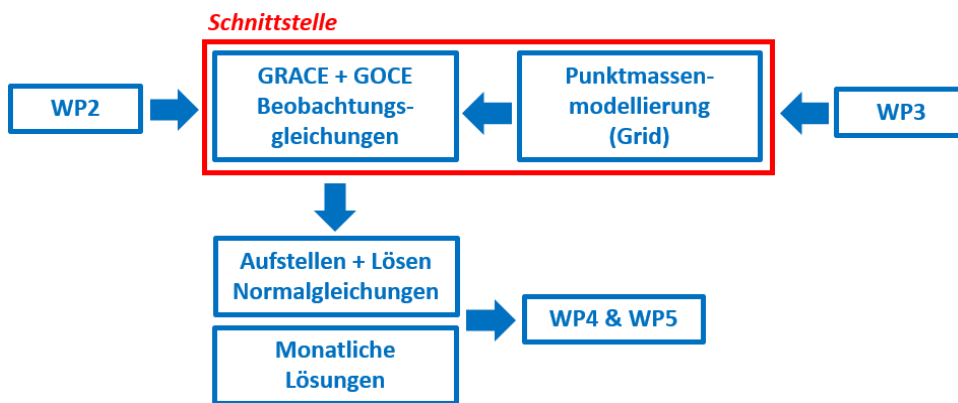 Schnittstelle
WP2
GRACE + GOCE
Beobachtungs-
gleichungen
Punktmassen-
modellierung
(Grid)
WP3
Aufstellen + Lösen
Normalgleichungen
Monatliche
Lösungen
WP4 & WP5